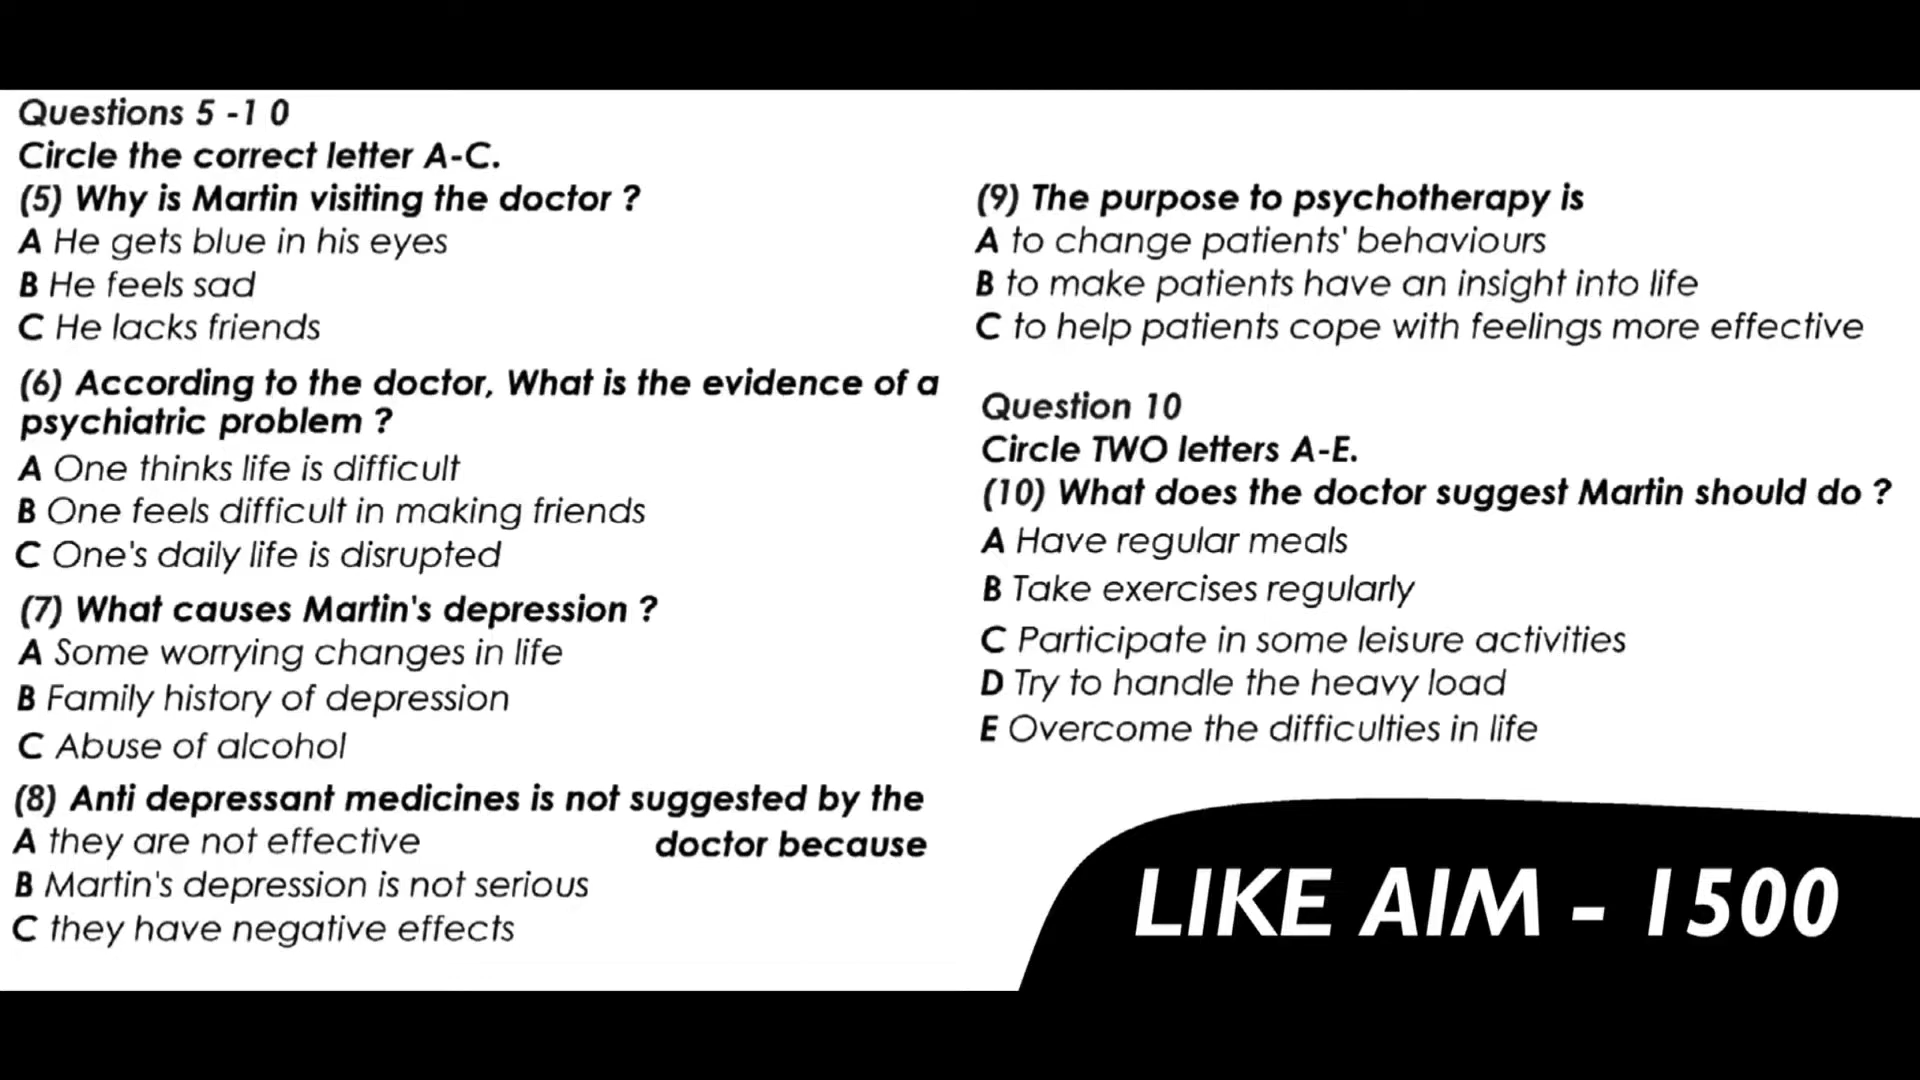 Questions 5 -1 0
Circle the correct letter A-C.
(5) Why is Martin visiting the doctor ?
A He gets blue in his eyes
B He feels sad
C He lacks friends
(6) According to the doctor, What is the evidence of a
psychiatric problem ?
A One thinks life is difficult
B One feels difficult in making friends
C One's daily life is disrupted
(7) What causes Martin's depression ?
A Some worrying changes in life
B Family history of depression
C Abuse of alcohol
(8) Anti depressant medicines is not suggested by the
doctor because
A they are not effective
B Martin's depression is not serious
C they have negative effects
(9) The purpose to psychotherapy is
A to change patients' behaviours
B to make patients have an insight into life
C to help patients cope with feelings more effective
Question 10
Circle TWO letters A-E.
(10) What does the doctor suggest Martin should do ?
A Have regular meals
B Take exercises regularly
C Participate in some leisure activities
D Try to handle the heavy load
E Overcome the difficulties in life
LIKE AIM - 1500